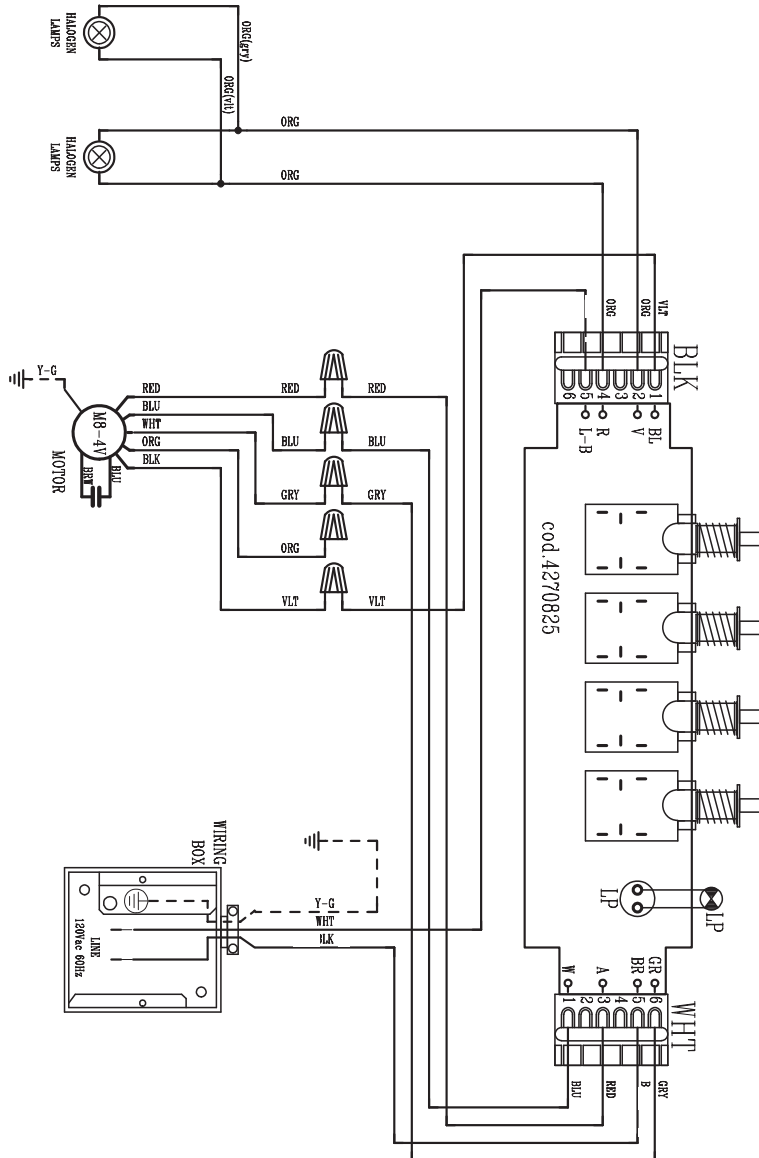 HALOGEN
LAMPS
ORG(gry)
ORG(vlt)
HALOGEN
LAMPS
ORG
ORG
ORG
ORG
VLT
BLK
6
5
4
3
2
1
L-B
R
V
BL
Y-G
M8-4V
MOTOR
BRW
BLU
RED
BLU
WHT
ORG
BLK
RED
BLU
GRY
ORG
VLT
RED
BLU
GRY
VLT
cod.4270825
LP
LP
WIRING
BOX
LINE
120Vac 60Hz
Y-G
WHT
BLK
W
A
BR
GR
1
2
3
4
5
6
WHT
BLU
RED
B
GRY